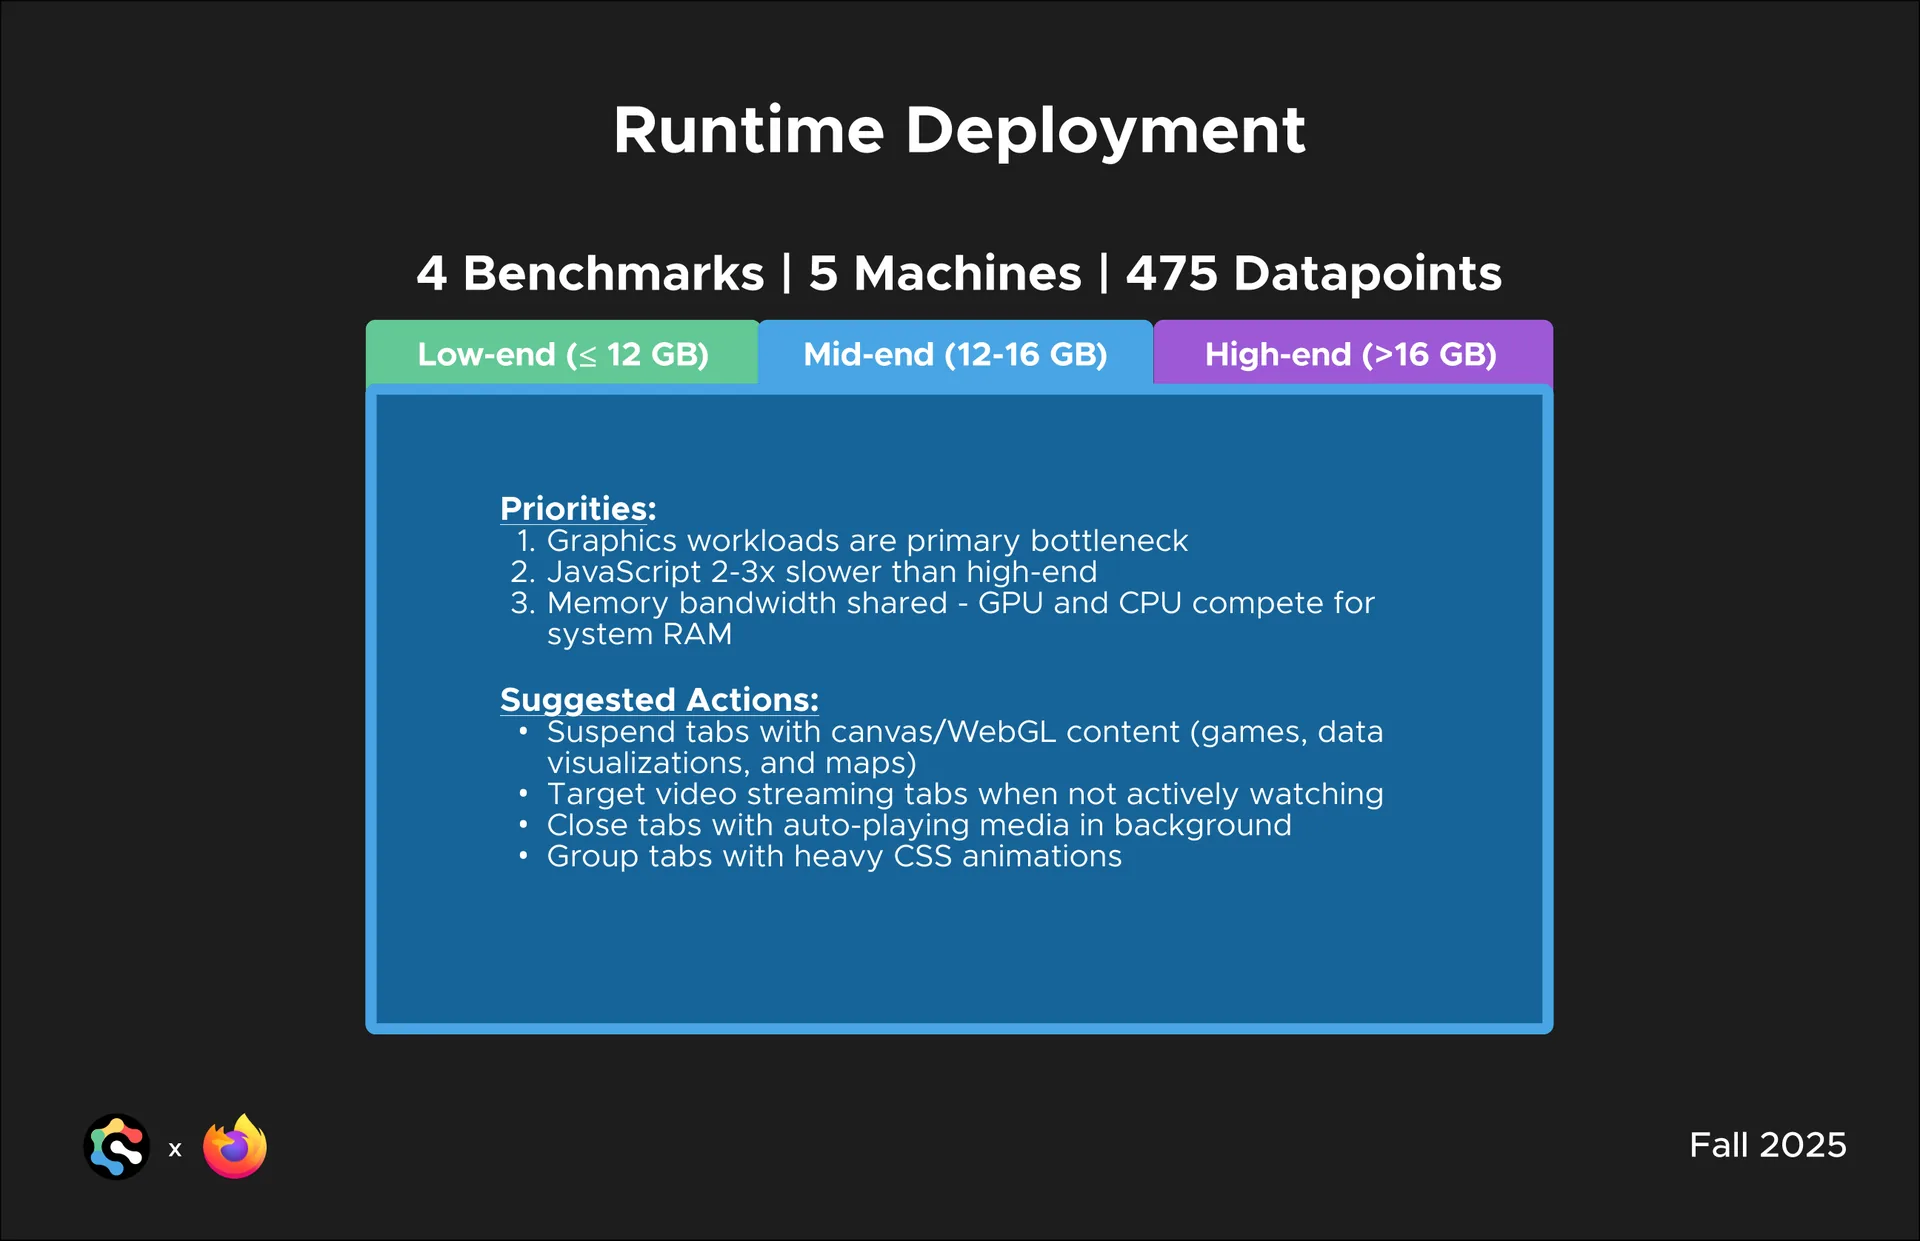 Runtime Deployment
4 Benchmarks | 5 Machines | 475 Datapoints
Low-end (≤ 12 GB)
Mid-end (12-16 GB)
High-end (>16 GB)
Priorities:
1. Graphics workloads are primary bottleneck
2. JavaScript 2-3x slower than high-end
3. Memory bandwidth shared - GPU and CPU compete for
system RAM
Suggested Actions:
• Suspend tabs with canvas/WebGL content (games, data
visualizations, and maps)
• Target video streaming tabs when not actively watching
• Close tabs with auto-playing media in background
• Group tabs with heavy CSS animations
x
Fall 2025